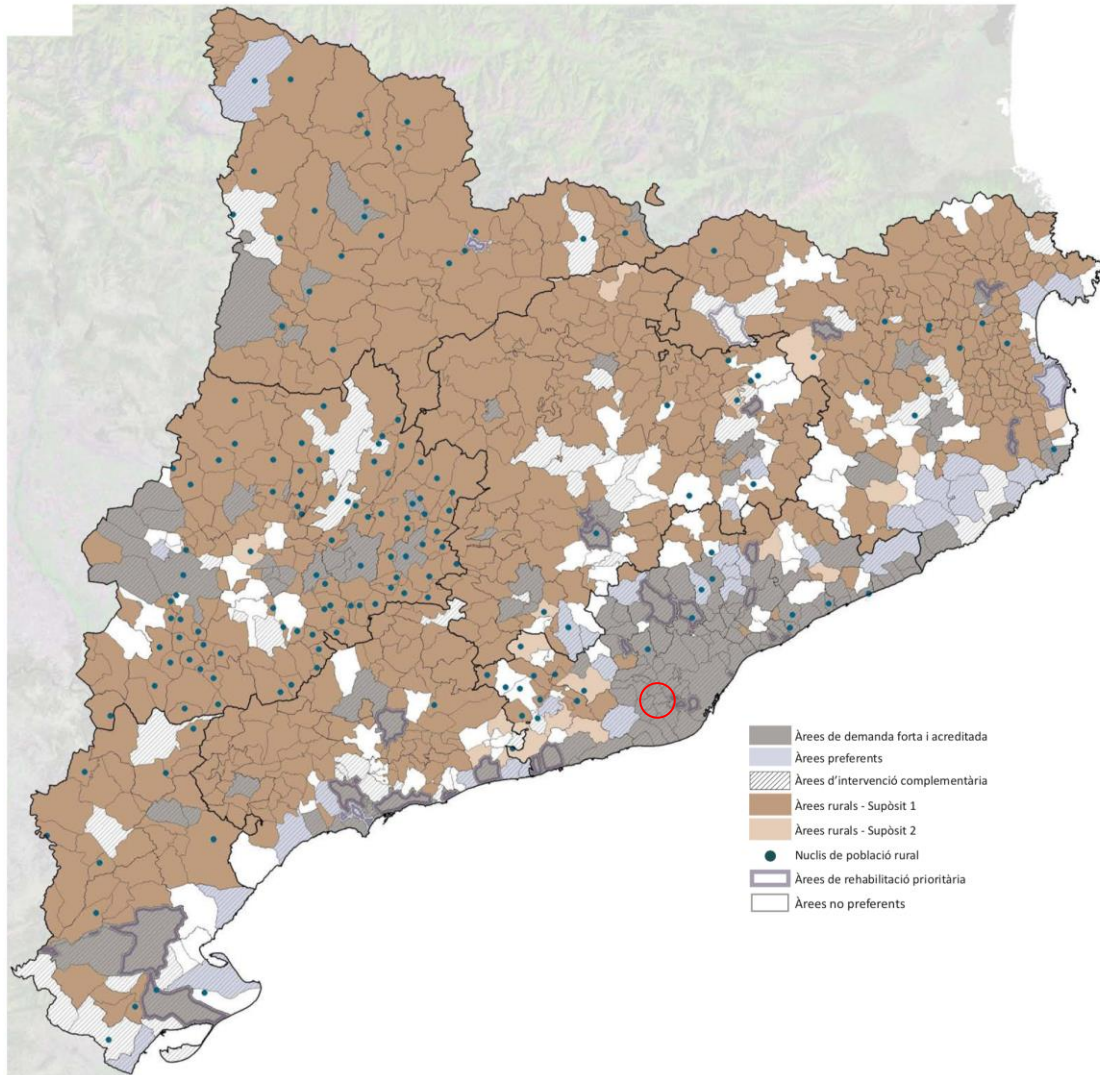 Àrees de demanda forta i acreditada
Àrees preferents
Àrees d'intervenció complementària
Àrees rurals - Supòsit 1
Àrees rurals - Supòsit 2
Nuclis de població rural
Àrees de rehabilitació prioritària
Àrees no preferents